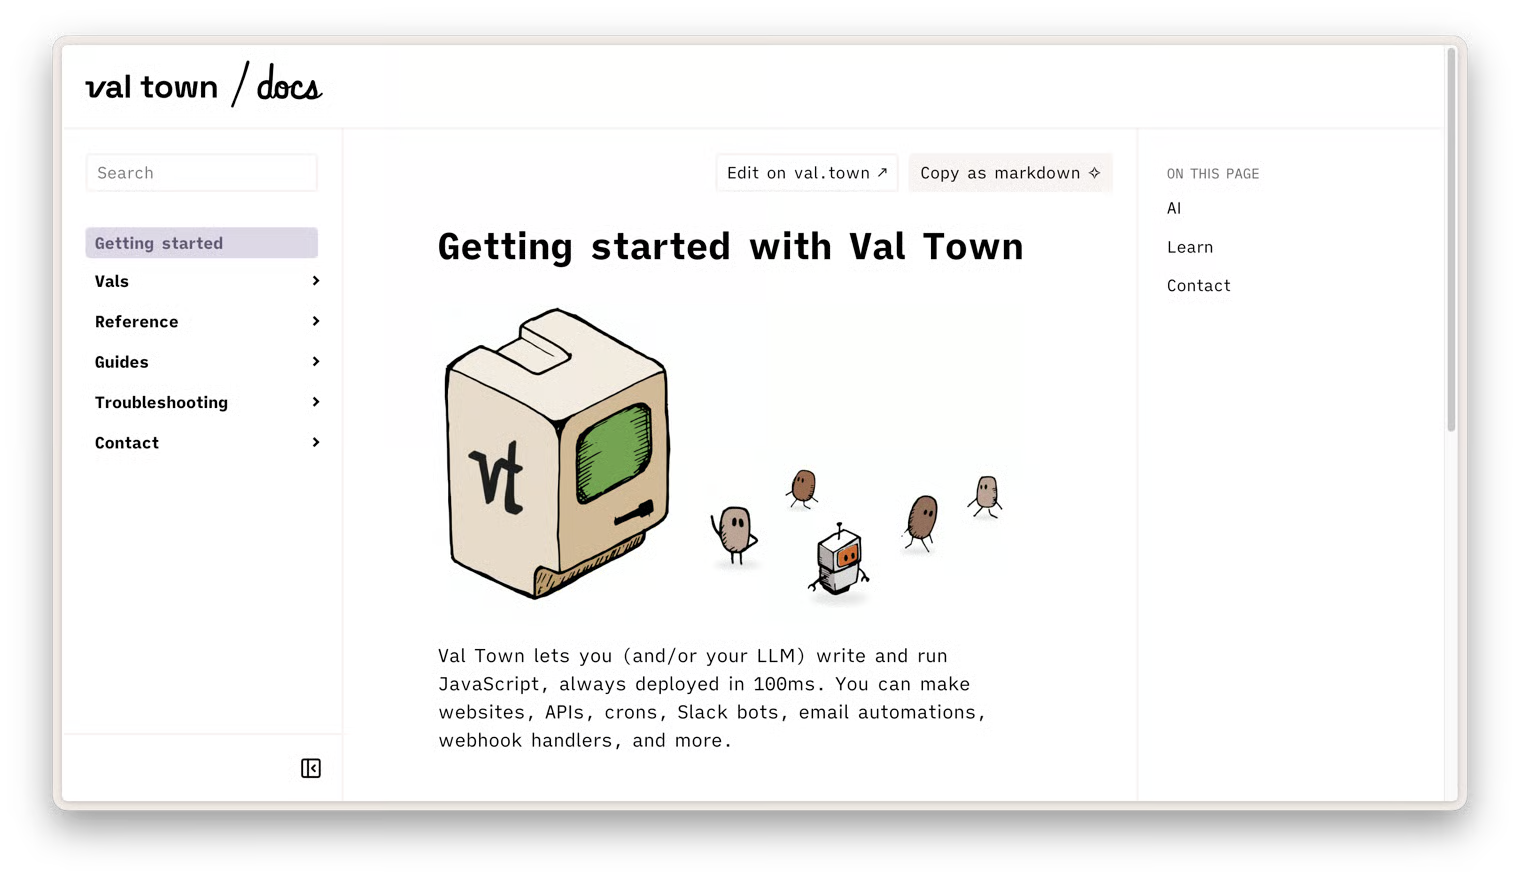 val town / docs
Search
Getting started
Vals
Reference
Guides
Troubleshooting
Contact
Edit on val.town ↗
Copy as markdown ✧
Getting started with Val Town
vt
Val Town lets you (and/or your LLM) write and run
JavaScript, always deployed in 100ms. You can make
websites, APIs, crons, Slack bots, email automations,
webhook handlers, and more.
ON THIS PAGE
AI
Learn
Contact